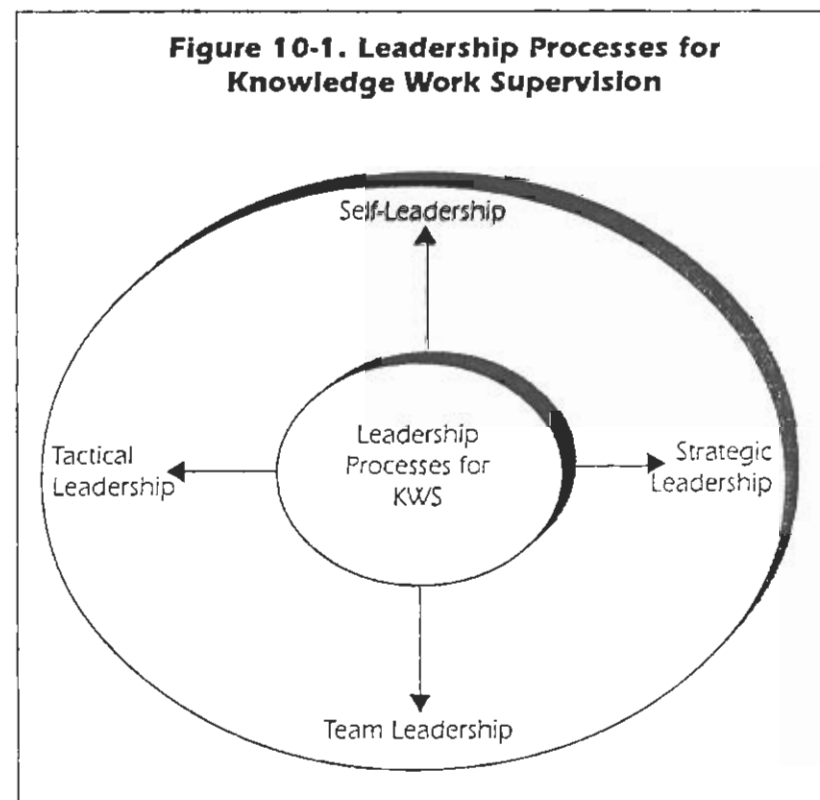 Figure 10-1. Leadership Processes for
Knowledge Work Supervision
Self-Leadership
Tactical
Leadership
Leadership
Processes for
KWS
Strategic
Leadership
Team Leadership